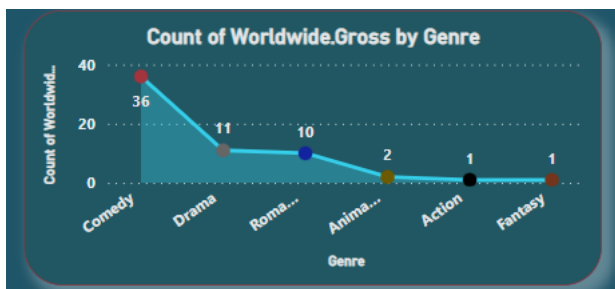 Count of Worldwide.Gross by Genre
Count of Worldwid...
40
20
0
36
11
10
2
1
1
Comedy
Drama
Roma...
Anima...
Action
Fantasy
Genre